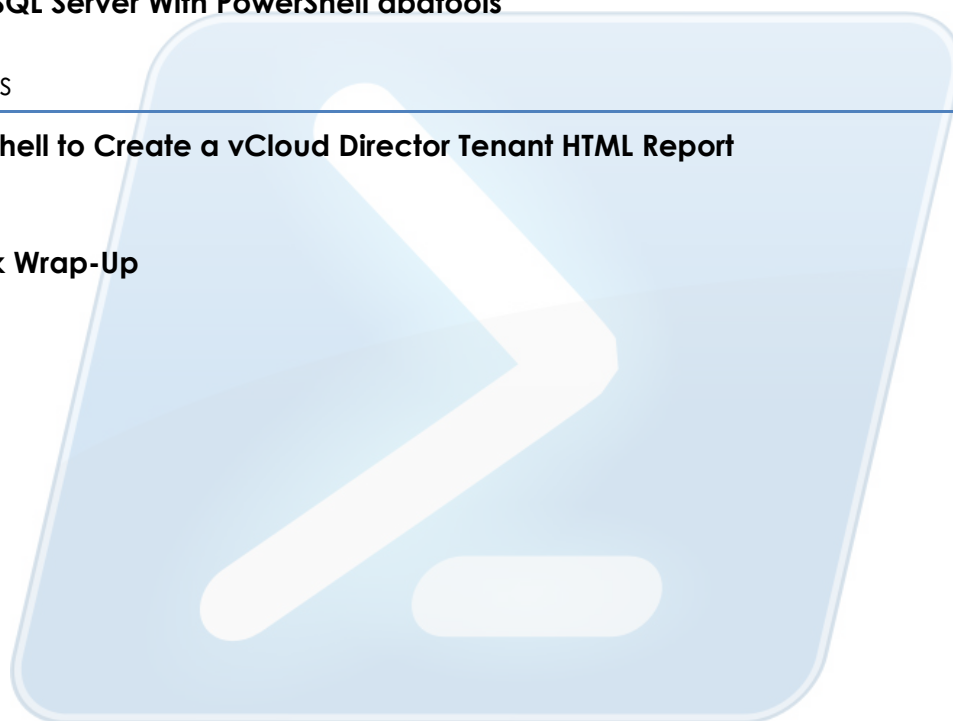 SQL Server With PowerShell dbatools
s
hell to Create a vCloud Director Tenant HTML Report
k Wrap-Up